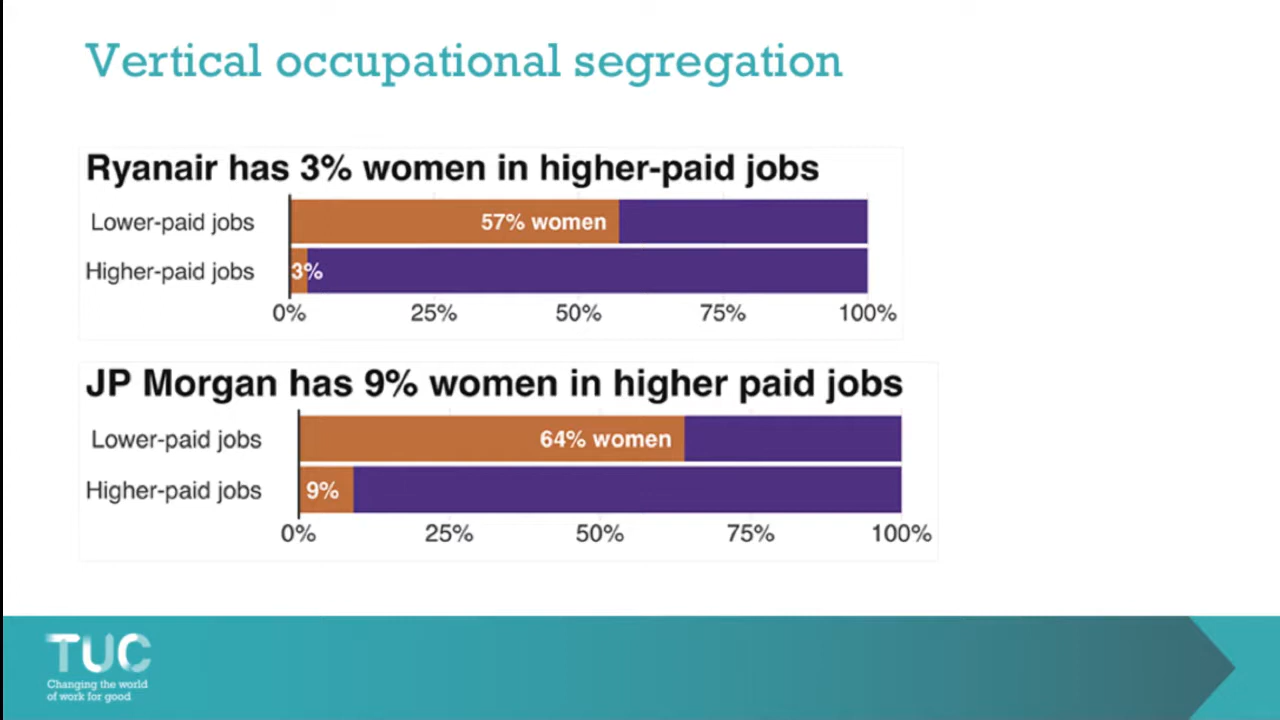 Vertical occupational segregation
Ryanair has 3% women in higher-paid jobs
Lower-paid jobs 57% women
Higher-paid jobs 3%
0% 25% 50% 75% 100%
JP Morgan has 9% women in higher paid jobs
Lower-paid jobs 64% women
Higher-paid jobs 9%
0% 25% 50% 75% 100%
TUC
Changing the world
of work for good